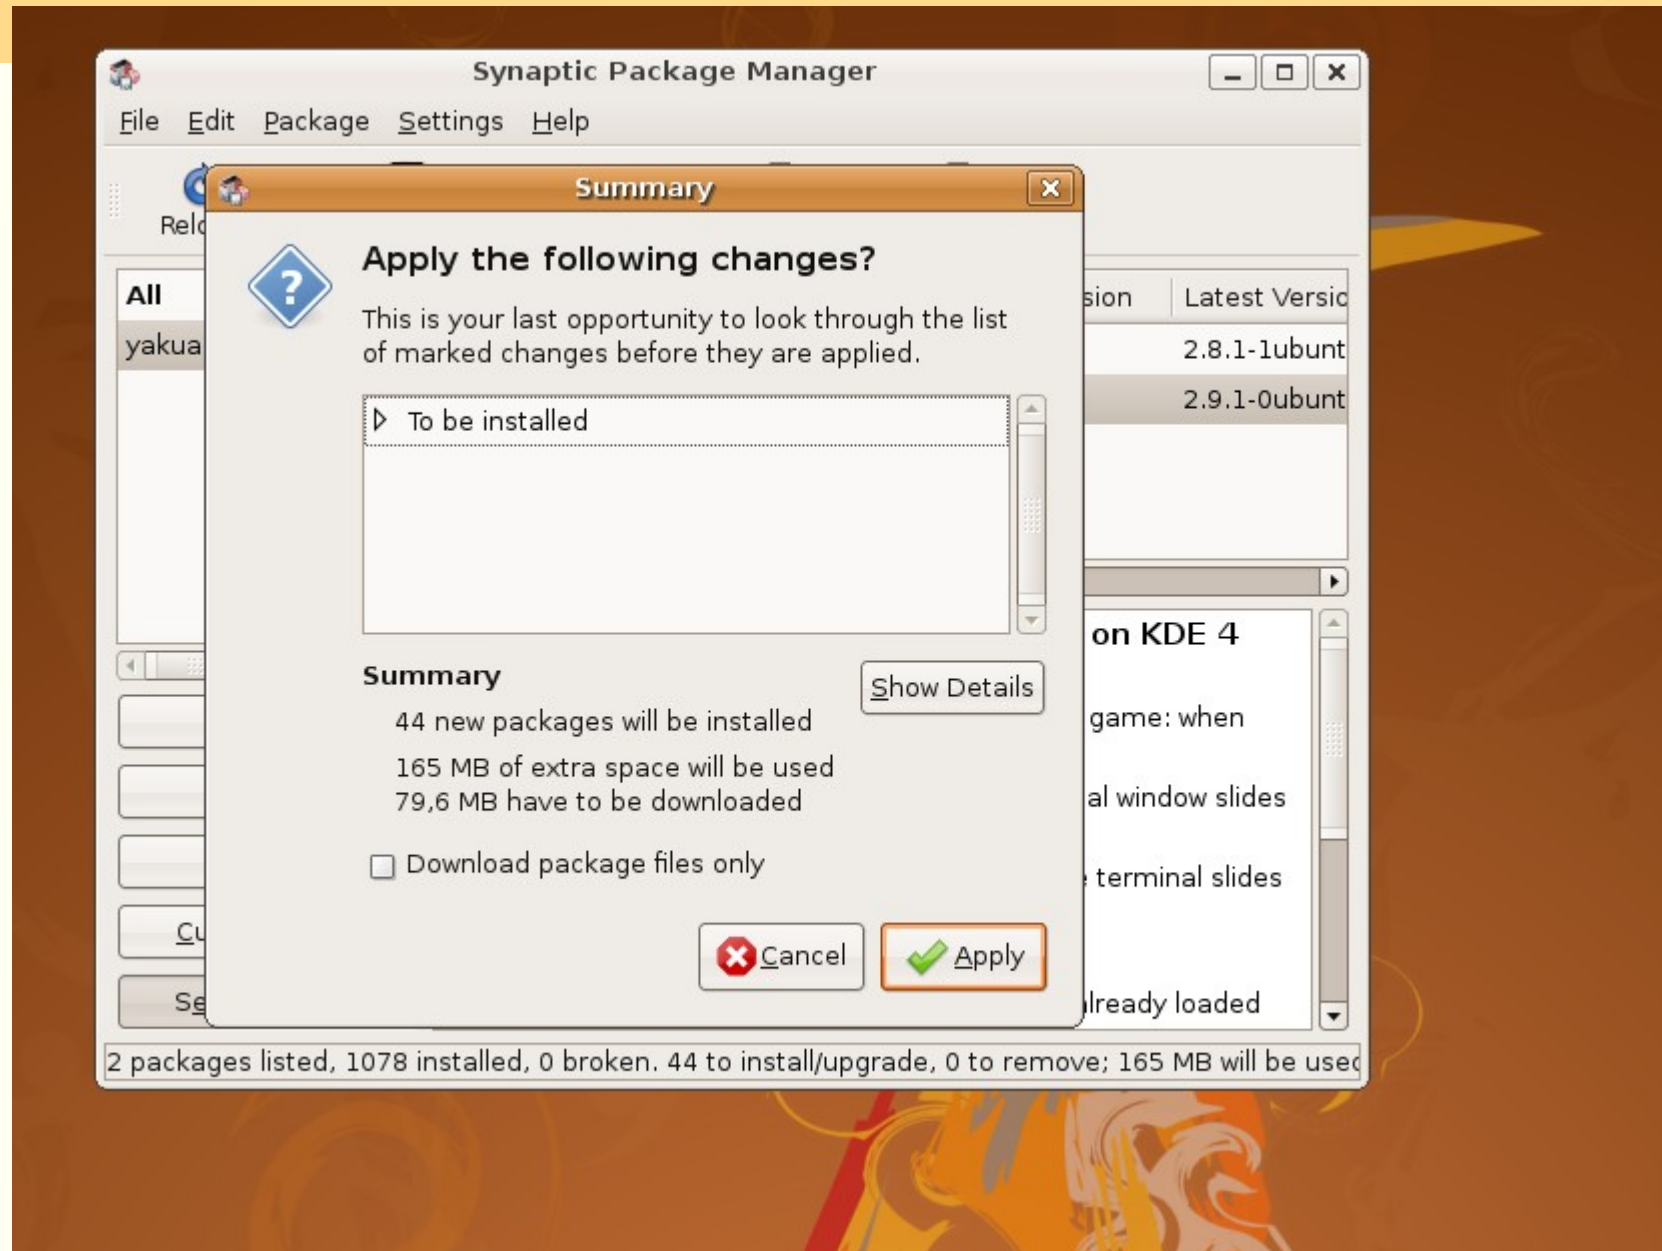 Synaptic Package Manager
File Edit Package Settings Help
Summary
Apply the following changes?
This is your last opportunity to look through the list
of marked changes before they are applied.
To be installed
Summary
Show Details
44 new packages will be installed
165 MB of extra space will be used
79,6 MB have to be downloaded
Download package files only
Cancel Apply
All
Latest
2.8.1-1ubunt
2.9.1-0ubunt
on KDE 4
game: when
window slides
terminal slides
loaded
2 packages listed, 1078 installed, 0 broken. 44 to install/upgrade, 0 to remove; 165 MB will be used